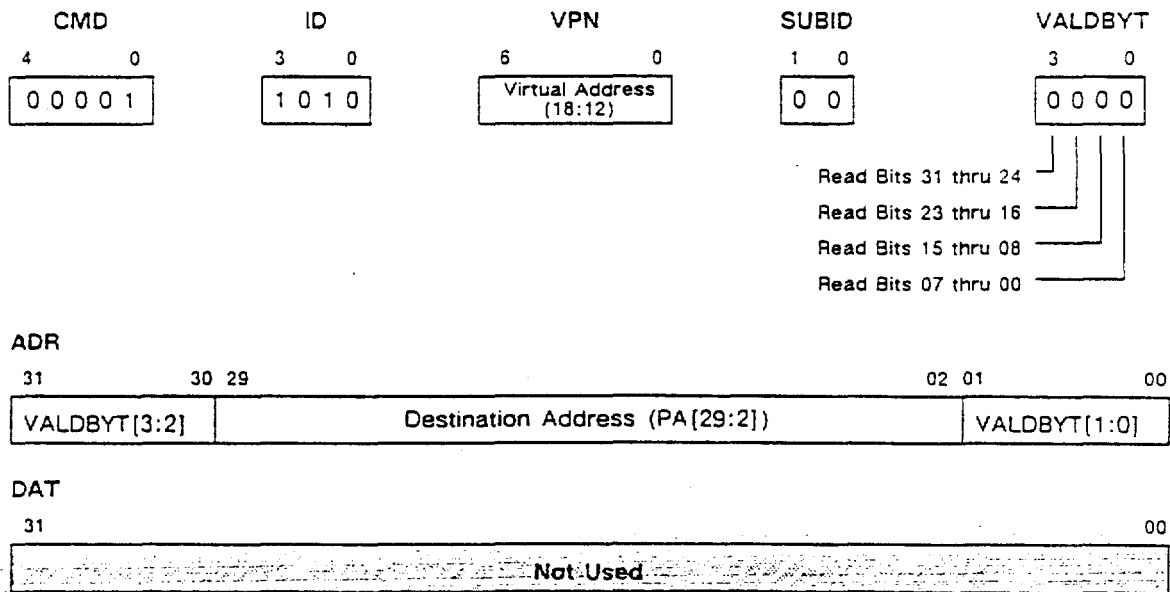 CMD ID VPN SUBID VALDBYT
4 0 3 0 6 0 1 0 3 0
0 0 0 0 1 1 0 1 0 Virtual Address 0 0 0 0 0 0
(18:12)
Read Bits 31 thru 24
Read Bits 23 thru 16
Read Bits 15 thru 08
Read Bits 07 thru 00
ADR
31 30 29 02 01 00
VALDBYT[3:2] Destination Address (PA[29:2]) VALDBYT[1:0]
DAT
31 00
Not Used